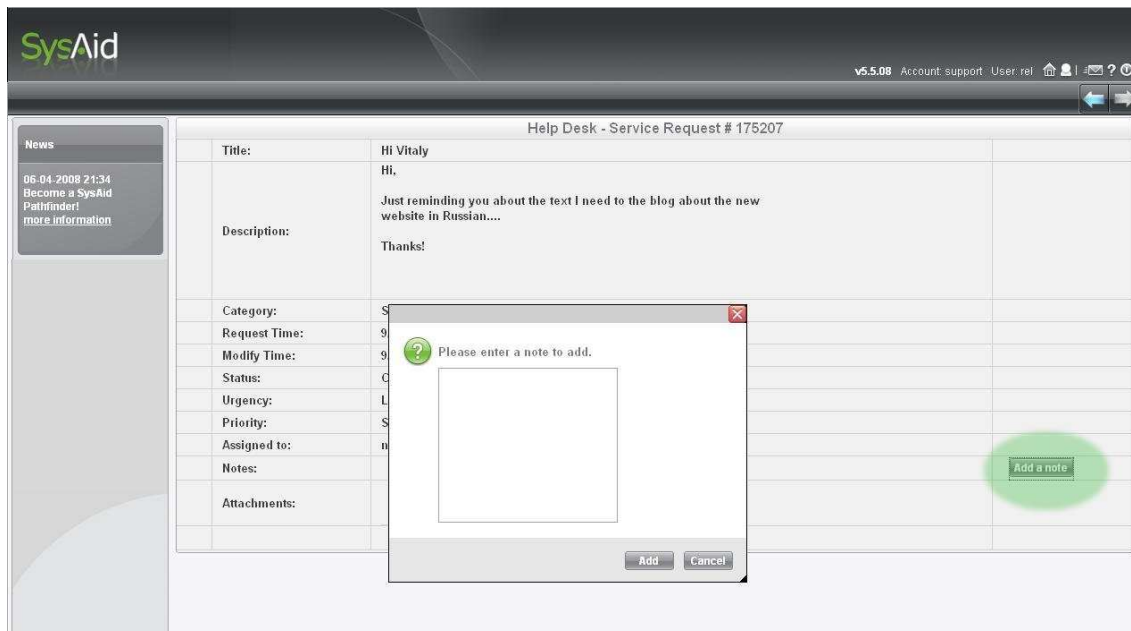 SysAid
v5.5.08 Account: support User: rel
Help Desk - Service Request # 175207
News
06-04-2008 21:34
Become a SysAid
Pathfinder!
more information
Title: Hi Vitaly
Description:
Hi,
Just reminding you about the text I need to the blog about the new
website in Russian....
Thanks!
Category: S
Request Time: 9
Modify Time: 9
Status: C
Urgency: L
Priority: S
Assigned to: n
Notes: Add a note
Attachments:
Please enter a note to add.
Add Cancel